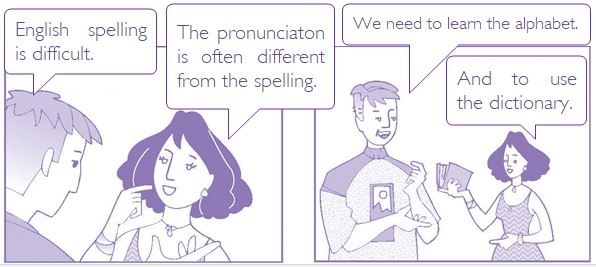 English spelling
is difficult.
The pronunciaton
is often different
from the spelling.
We need to learn the alphabet.
And to use
the dictionary.